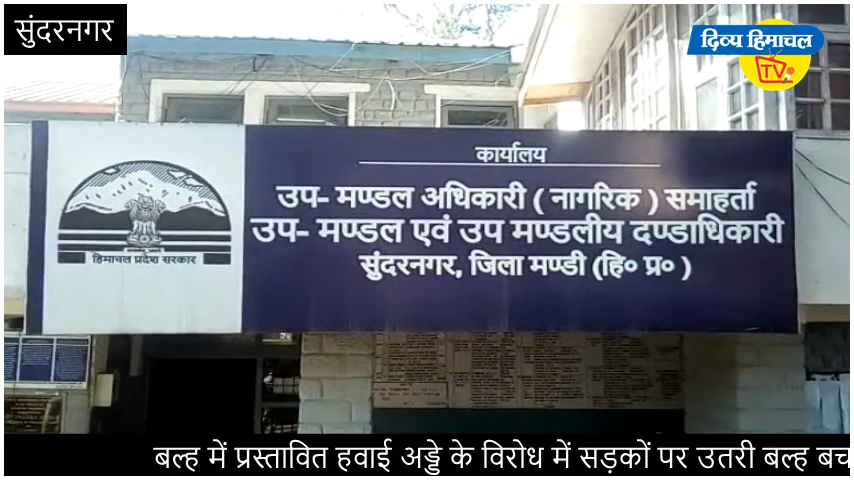 सुंदरनगर
दिव्य हिमाचल
TV
कार्यालय
उप- मण्डल अधिकारी ( नागरिक ) समाहर्ता
उप- मण्डल एवं उप मण्डलीय दण्डाधिकारी
सुंदरनगर, जिला मण्डी (हि० प्र० )
हिमाचल प्रदेश सरकार
बल्ह में प्रस्तावित हवाई अड्डे के विरोध में सड़कों पर उतरी बल्ह बच